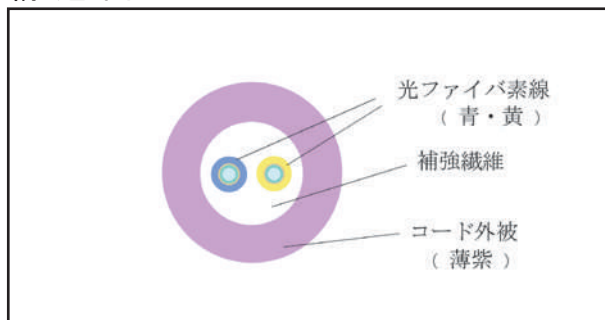 光ファイバ素線
（ 青・黄 ）
補強繊維
コード外被
（ 薄紫 ）